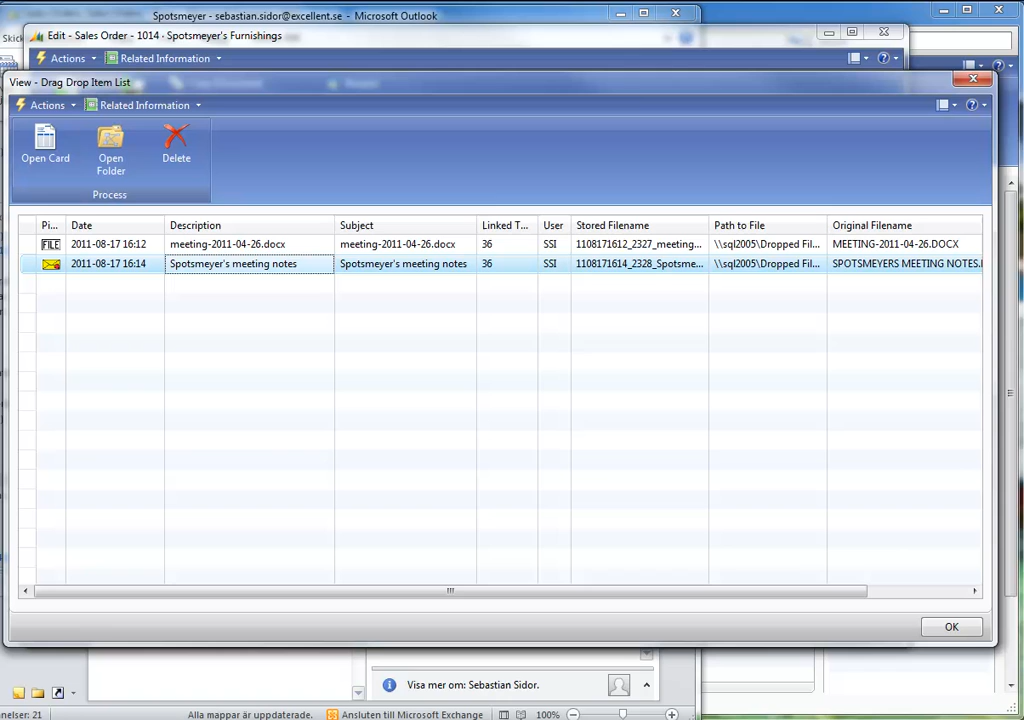 Spotsmeyer - sebastian.sidor@excellent.se - Microsoft Outlook
Edit - Sales Order - 1014 · Spotsmeyer's Furnishings
Actions
Related Information
View - Drag Drop Item List
Actions
Related Information
Open Card
Open Folder
Delete
Process
Pi... Date Description Subject Linked T... User Stored Filename Path to File Original Filename
FILE 2011-08-17 16:12 meeting-2011-04-26.docx meeting-2011-04-26.docx 36 SSI 1108171612_2327_meeting... \\sql2005\Dropped Fil... MEETING-2011-04-26.DOCX
2011-08-17 16:14 Spotsmeyer's meeting notes Spotsmeyer's meeting notes 36 SSI 1108171614_2328_Spotsme... \\sql2005\Dropped Fil... SPOTSMEYERS MEETING NOTES.
OK
Visa mer om: Sebastian Sidor.
nelser: 21 Alla mappar är uppdaterade. Ansluten till Microsoft Exchange 100%